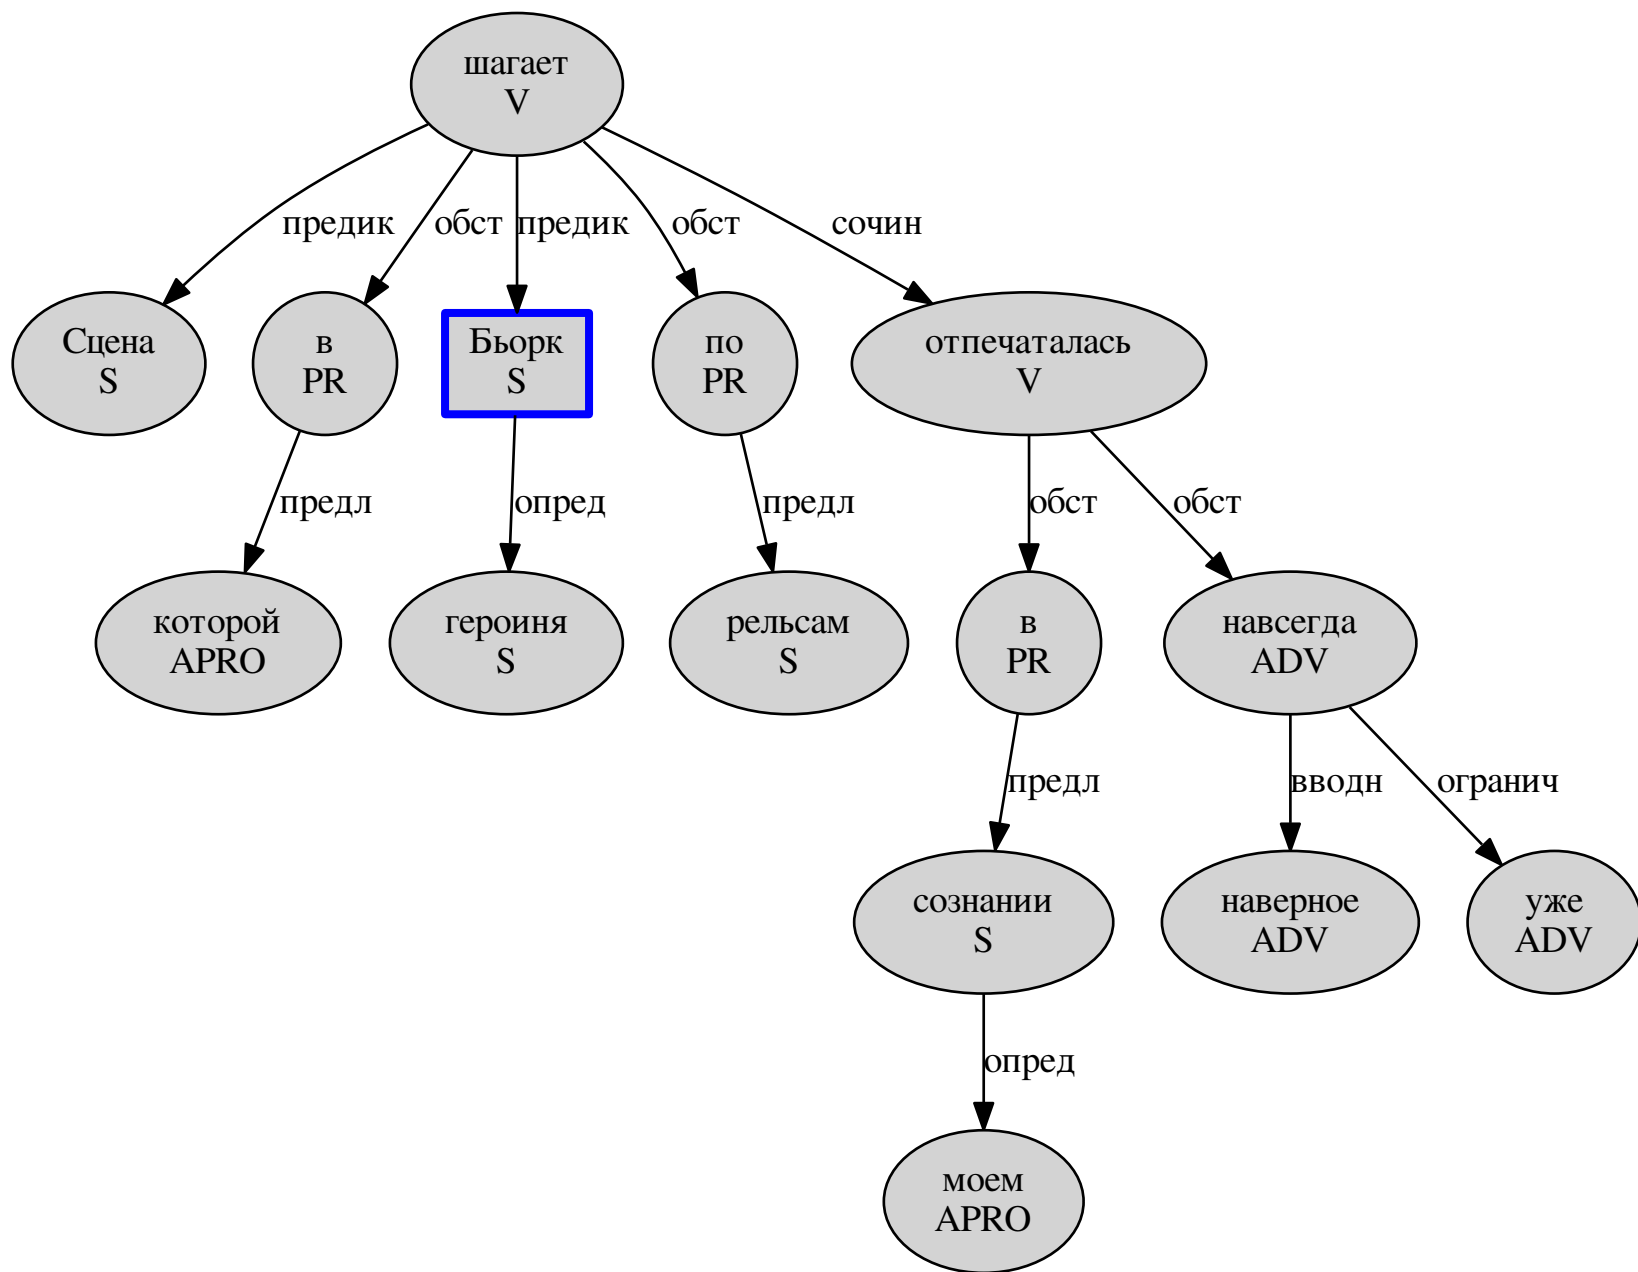 шагает
V
предик
обст
предик
обст
сочин
Сцена
S
в
PR
Бьорк
S
по
PR
отпечаталась
V
предл
опред
предл
обст
обст
которой
APRO
героиня
S
рельсам
S
в
PR
навсегда
ADV
предл
вводн
огранич
сознании
S
наверное
ADV
уже
ADV
опред
моем
APRO